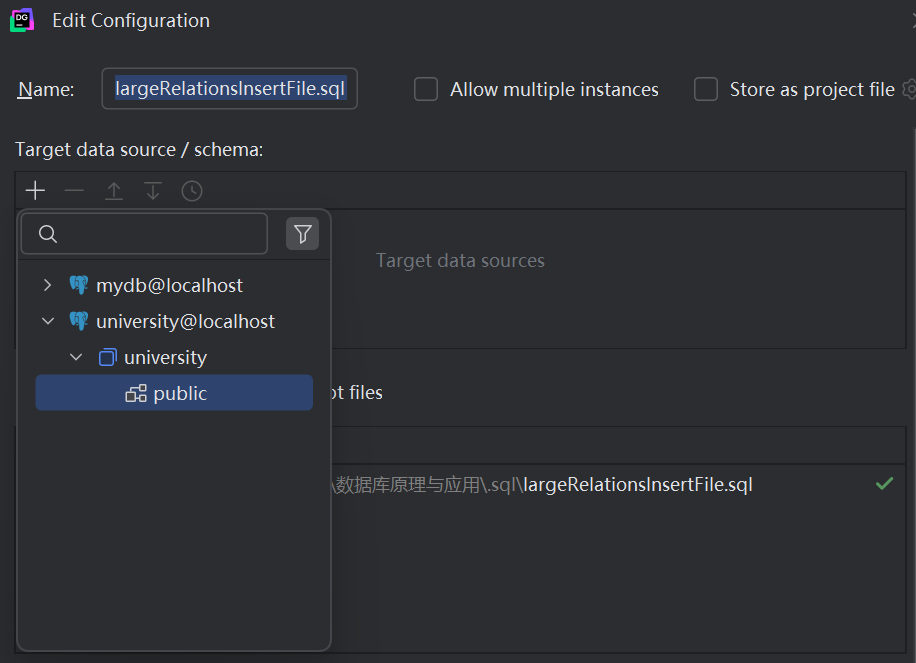 DG Edit Configuration
Name: largeRelationsInsertFile.sql Allow multiple instances Store as project file
Target data source / schema:
Target data sources
mydb@localhost
university@localhost
university
public
pt files
\数据库原理与应用\.sql\largeRelationsInsertFile.sql